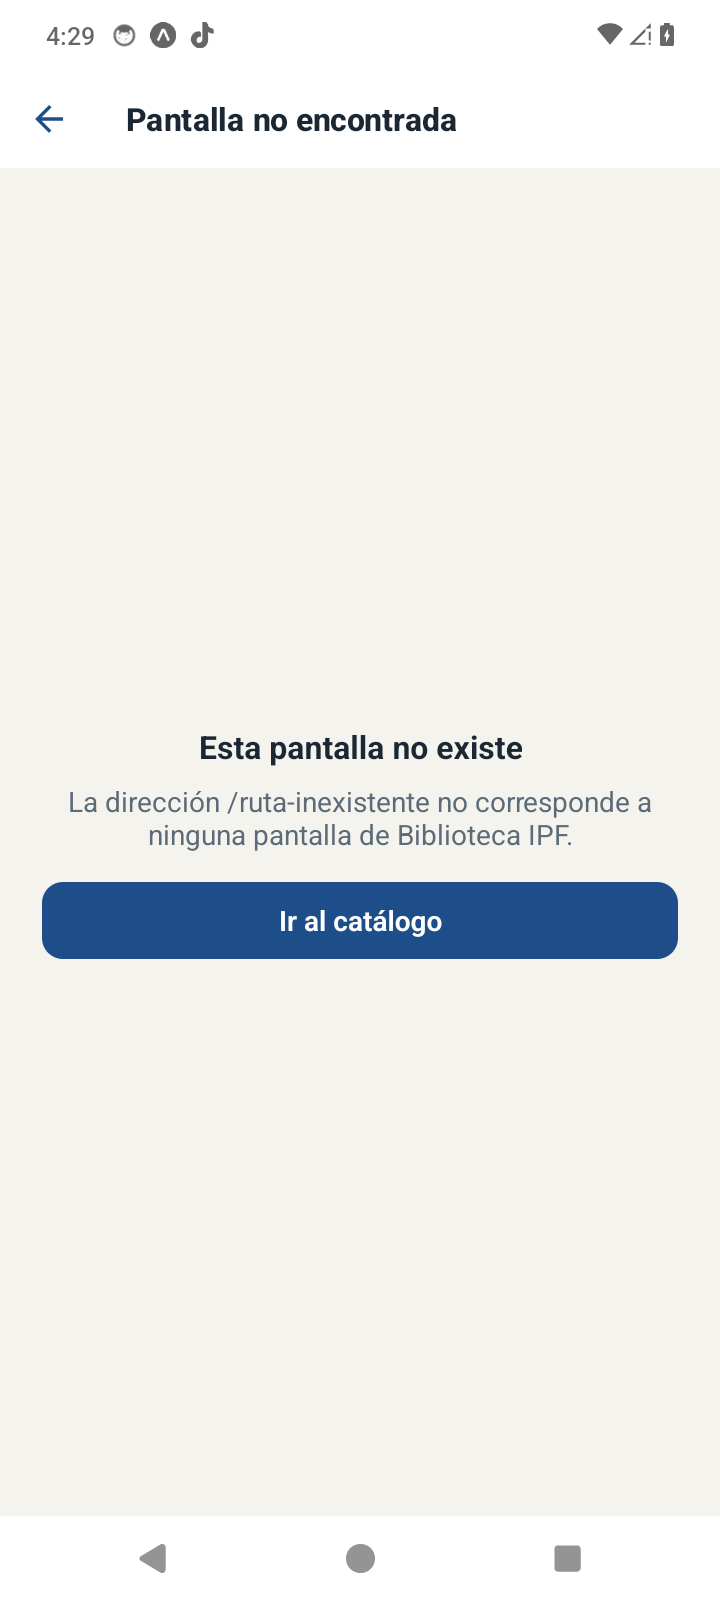 4:29
Pantalla no encontrada
Esta pantalla no existe
La dirección /ruta-inexistente no corresponde a
ninguna pantalla de Biblioteca IPF.
Ir al catálogo